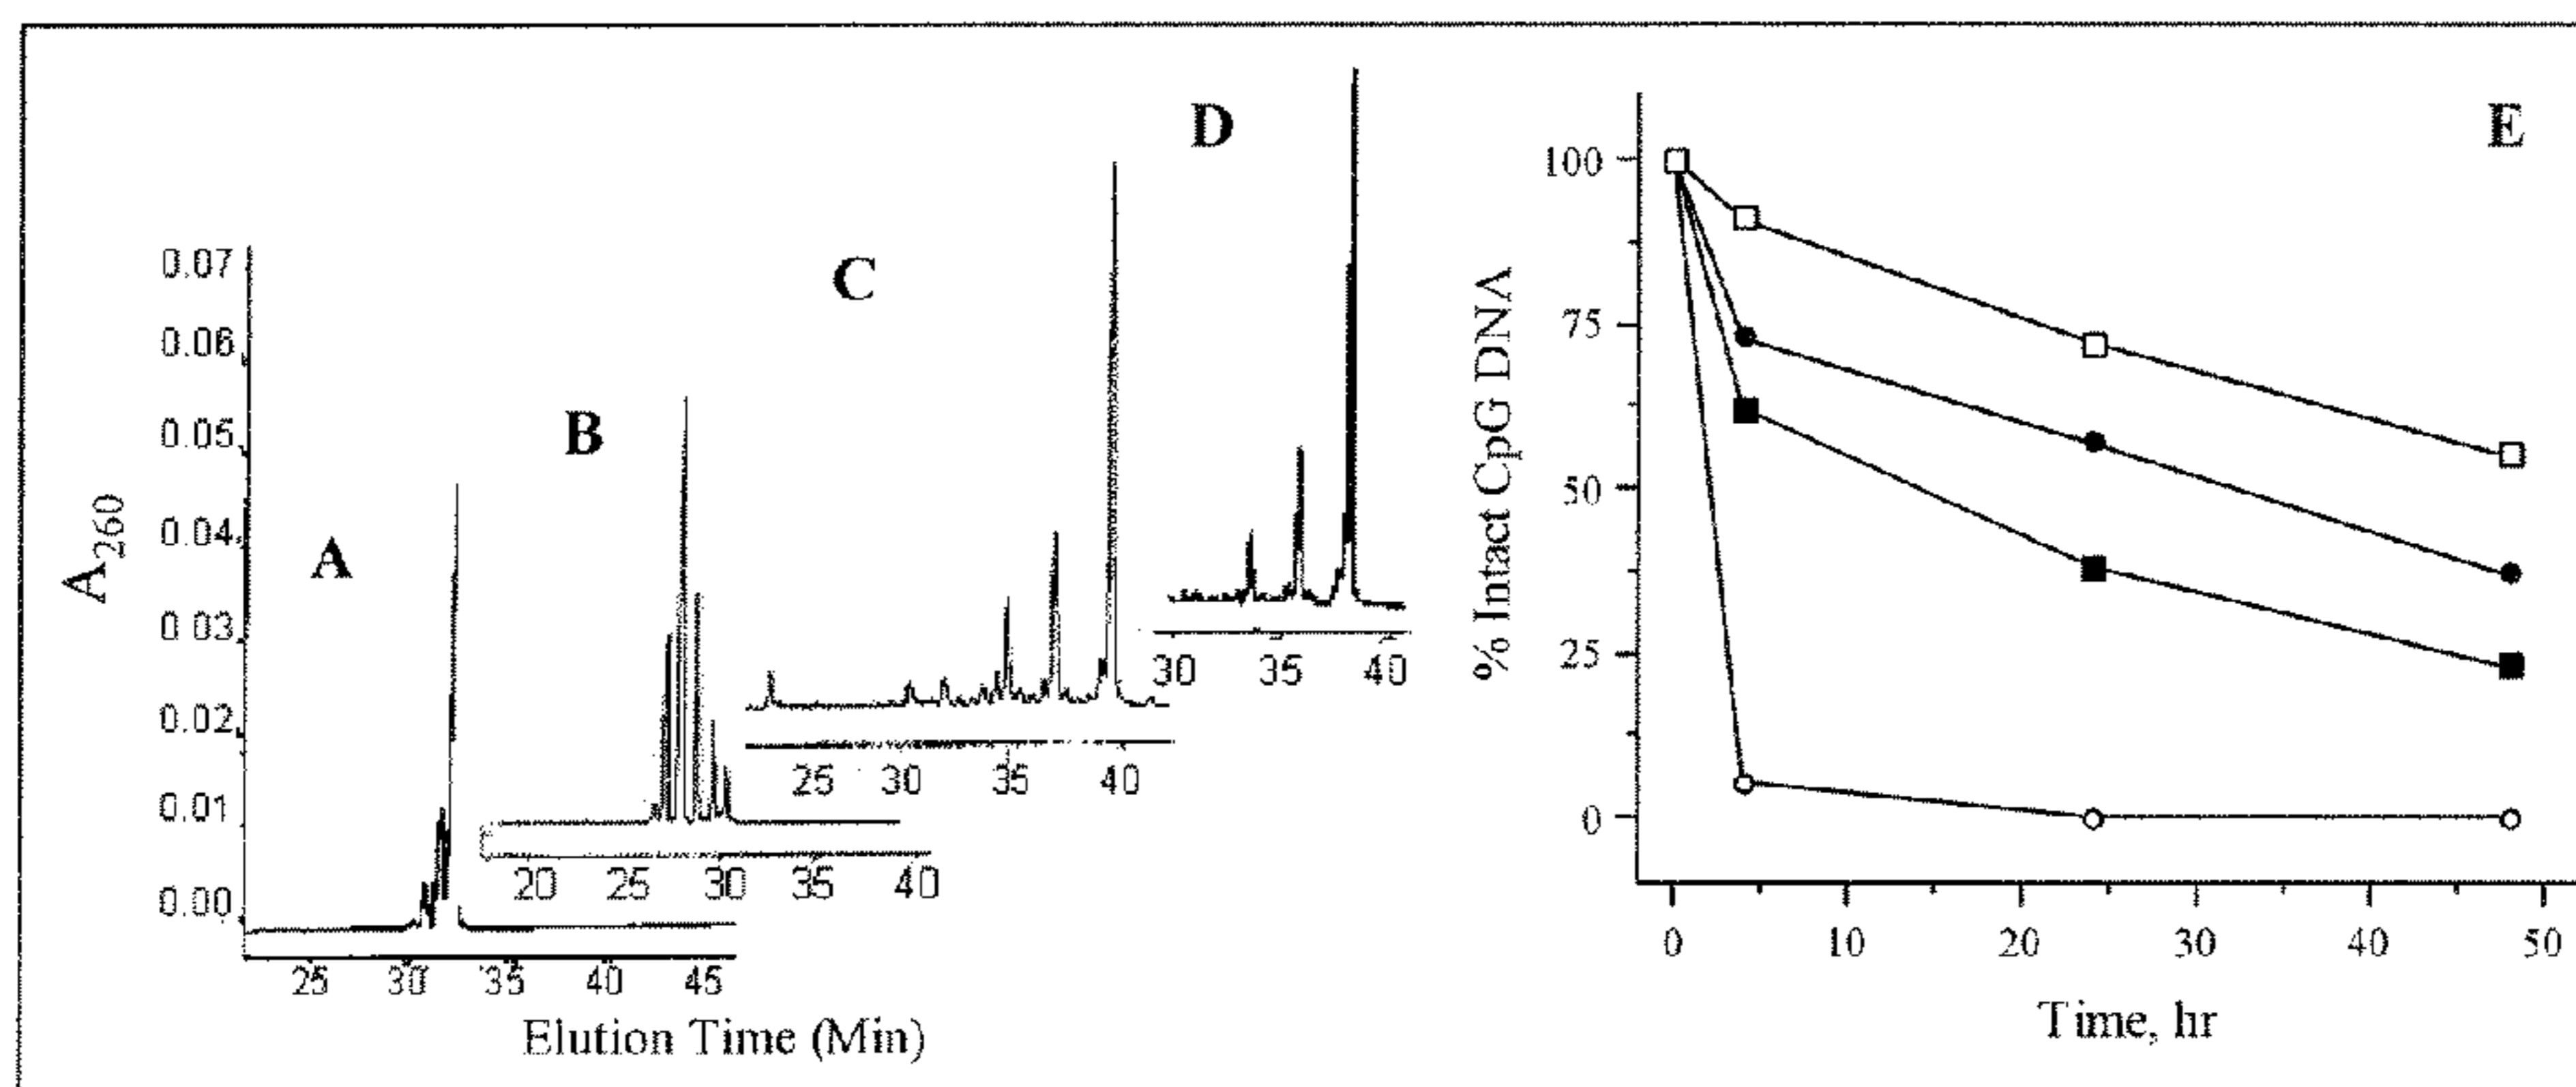 A
B
C
D
E
A260
0.07
0.06
0.05
0.04
0.03
0.02
0.01
0.00
25 30 35 40 45
20 25 30 35 40
25 30 35 40
30 35 40
Elution Time (Min)
% Intact CpG DNA
100
75
50
25
0
0 10 20 30 40 50
Time, hr